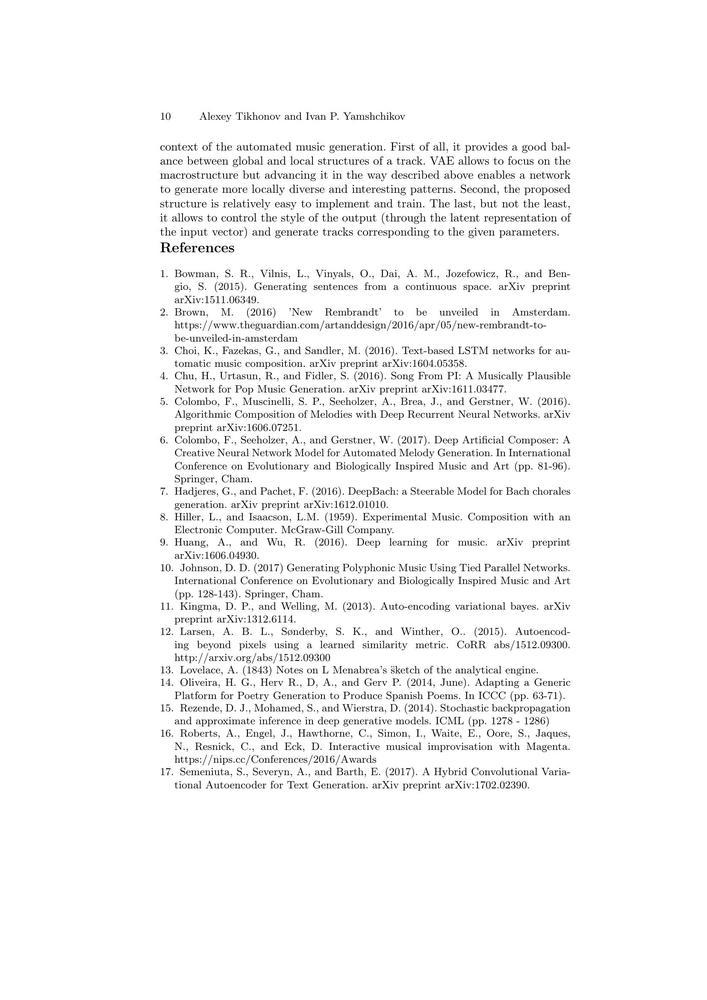 10 Alexey Tikhonov and Ivan P. Yamshchikov
context of the automated music generation. First of all, it provides a good bal-
ance between global and local structures of a track. VAE allows to focus on the
macrostructure but advancing it in the way described above enables a network
to generate more locally diverse and interesting patterns. Second, the proposed
structure is relatively easy to implement and train. The last, but not the least,
it allows to control the style of the output (through the latent representation of
the input vector) and generate tracks corresponding to the given parameters.
References
1. Bowman, S. R., Vilnis, L., Vinyals, O., Dai, A. M., Jozefowicz, R., and Ben-
gio, S. (2015). Generating sentences from a continuous space. arXiv preprint
arXiv:1511.06349.
2. Brown, M. (2016) 'New Rembrandt' to be unveiled in Amsterdam.
https://www.theguardian.com/artanddesign/2016/apr/05/new-rembrandt-to-
be-unveiled-in-amsterdam
3. Choi, K., Fazekas, G., and Sandler, M. (2016). Text-based LSTM networks for au-
tomatic music composition. arXiv preprint arXiv:1604.05358.
4. Chu, H., Urtasun, R., and Fidler, S. (2016). Song From PI: A Musically Plausible
Network for Pop Music Generation. arXiv preprint arXiv:1611.03477.
5. Colombo, F., Muscinelli, S. P., Seeholzer, A., Brea, J., and Gerstner, W. (2016).
Algorithmic Composition of Melodies with Deep Recurrent Neural Networks. arXiv
preprint arXiv:1606.07251.
6. Colombo, F., Seeholzer, A., and Gerstner, W. (2017). Deep Artificial Composer: A
Creative Neural Network Model for Automated Melody Generation. In International
Conference on Evolutionary and Biologically Inspired Music and Art (pp. 81-96).
Springer, Cham.
7. Hadjeres, G., and Pachet, F. (2016). DeepBach: a Steerable Model for Bach chorales
generation. arXiv preprint arXiv:1612.01010.
8. Hiller, L., and Isaacson, L.M. (1959). Experimental Music. Composition with an
Electronic Computer. McGraw-Gill Company.
9. Huang, A., and Wu, R. (2016). Deep learning for music. arXiv preprint
arXiv:1606.04930.
10. Johnson, D. D. (2017) Generating Polyphonic Music Using Tied Parallel Networks.
International Conference on Evolutionary and Biologically Inspired Music and Art
(pp. 128-143). Springer, Cham.
11. Kingma, D. P., and Welling, M. (2013). Auto-encoding variational bayes. arXiv
preprint arXiv:1312.6114.
12. Larsen, A. B. L., Sønderby, S. K., and Winther, O.. (2015). Autoencod-
ing beyond pixels using a learned similarity metric. CoRR abs/1512.09300.
http://arxiv.org/abs/1512.09300
13. Lovelace, A. (1843) Notes on L Menabrea's s̈ketch of the analytical engine.
14. Oliveira, H. G., Herv R., D, A., and Gerv P. (2014, June). Adapting a Generic
Platform for Poetry Generation to Produce Spanish Poems. In ICCC (pp. 63-71).
15. Rezende, D. J., Mohamed, S., and Wierstra, D. (2014). Stochastic backpropagation
and approximate inference in deep generative models. ICML (pp. 1278 - 1286)
16. Roberts, A., Engel, J., Hawthorne, C., Simon, I., Waite, E., Oore, S., Jaques,
N., Resnick, C., and Eck, D. Interactive musical improvisation with Magenta.
https://nips.cc/Conferences/2016/Awards
17. Semeniuta, S., Severyn, A., and Barth, E. (2017). A Hybrid Convolutional Varia-
tional Autoencoder for Text Generation. arXiv preprint arXiv:1702.02390.